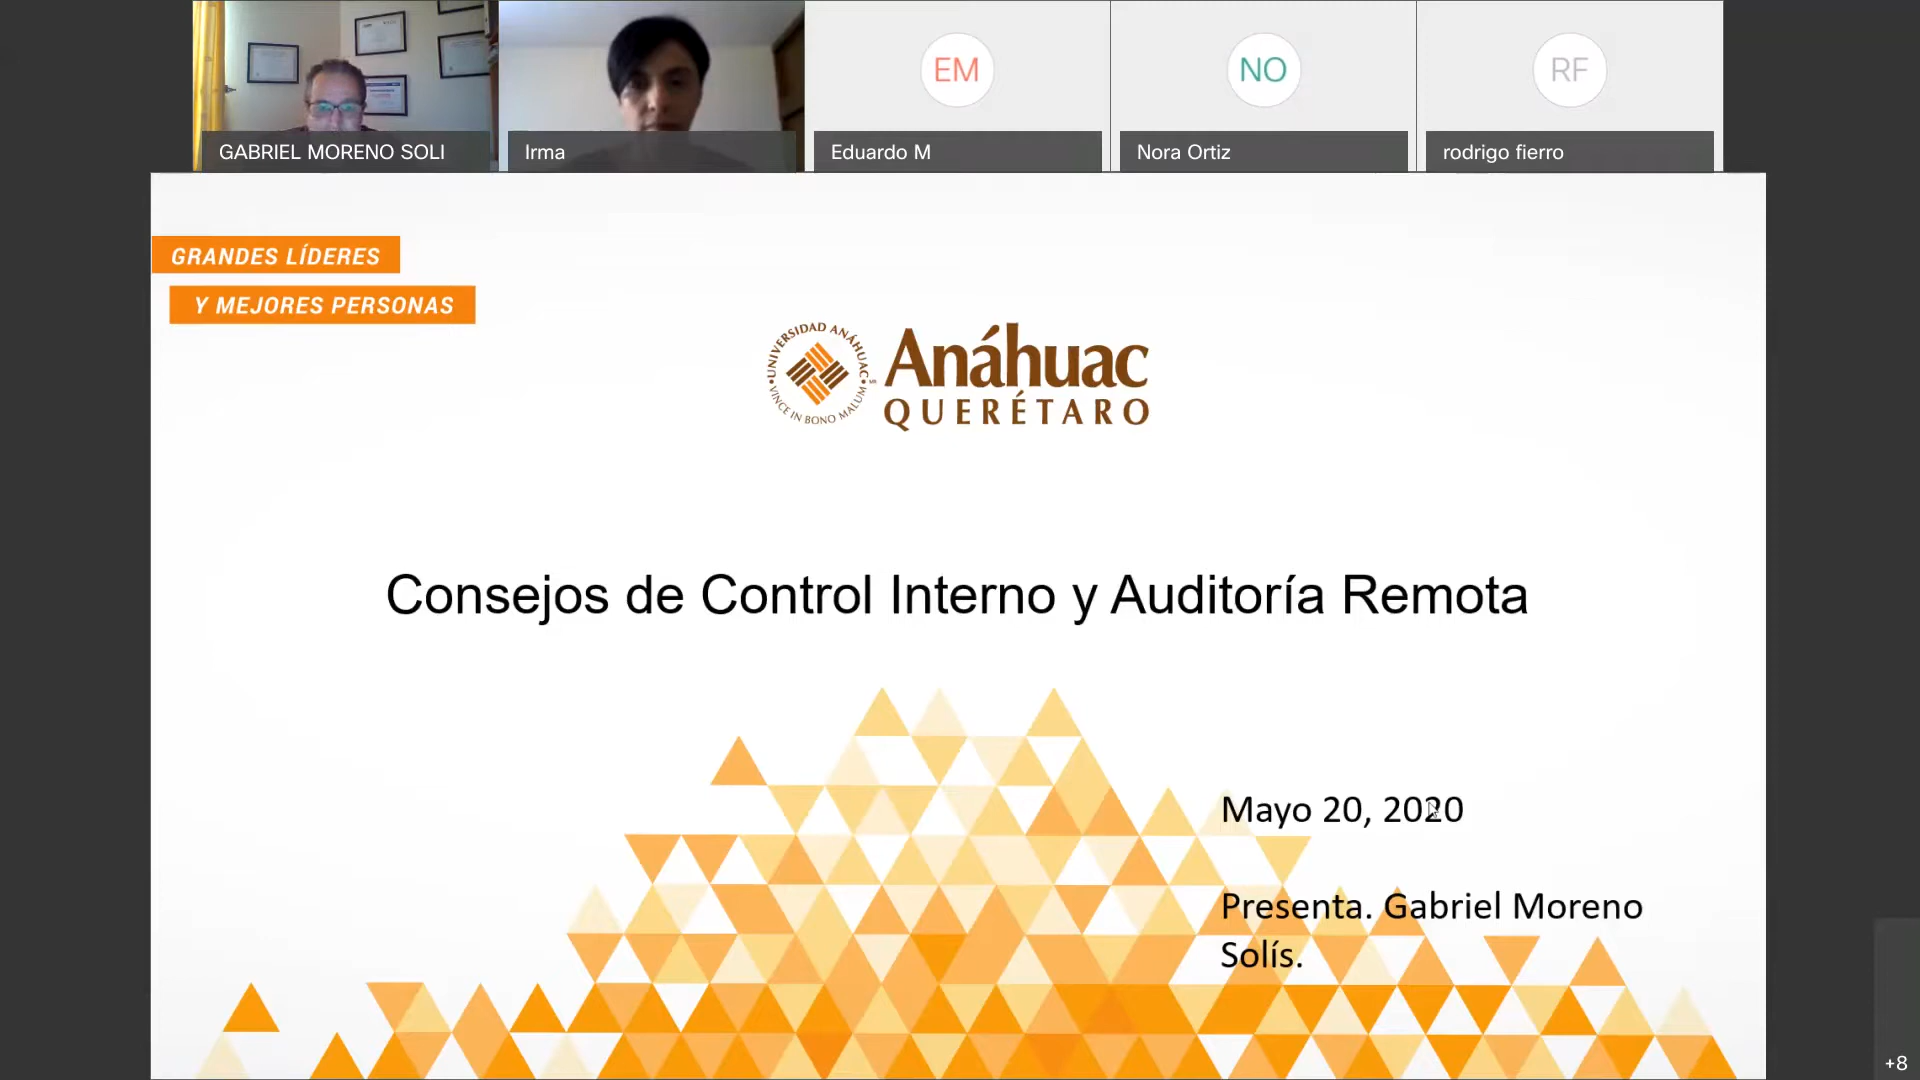 EM
NO
RF
GABRIEL MORENO SOLI
Irma
Eduardo M
Nora Ortiz
rodrigo fierro
GRANDES LÍDERES
Y MEJORES PERSONAS
UNIVERSIDAD ANÁHUAC
VINCE IN BONO MALUM
Anáhuac
QUERÉTARO
Consejos de Control Interno y Auditoría Remota
Mayo 20, 2020
Presenta. Gabriel Moreno
Solís.
+8